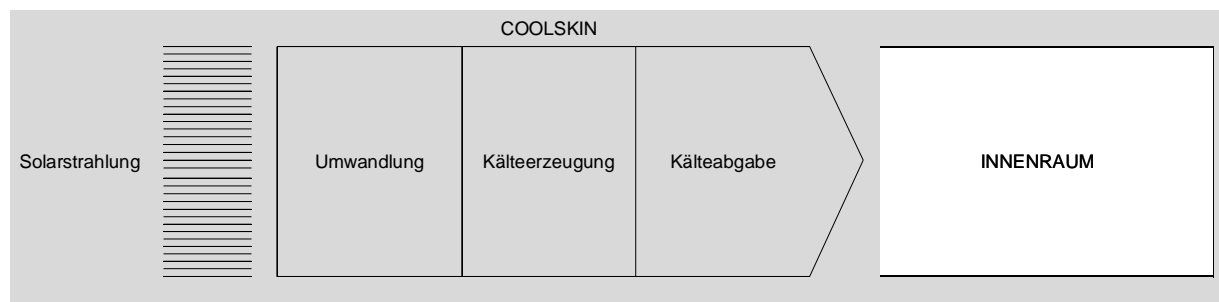 COOLSKIN
Solarstrahlung
Umwandlung
Kälteerzeugung
Kälteabgabe
INNENRAUM